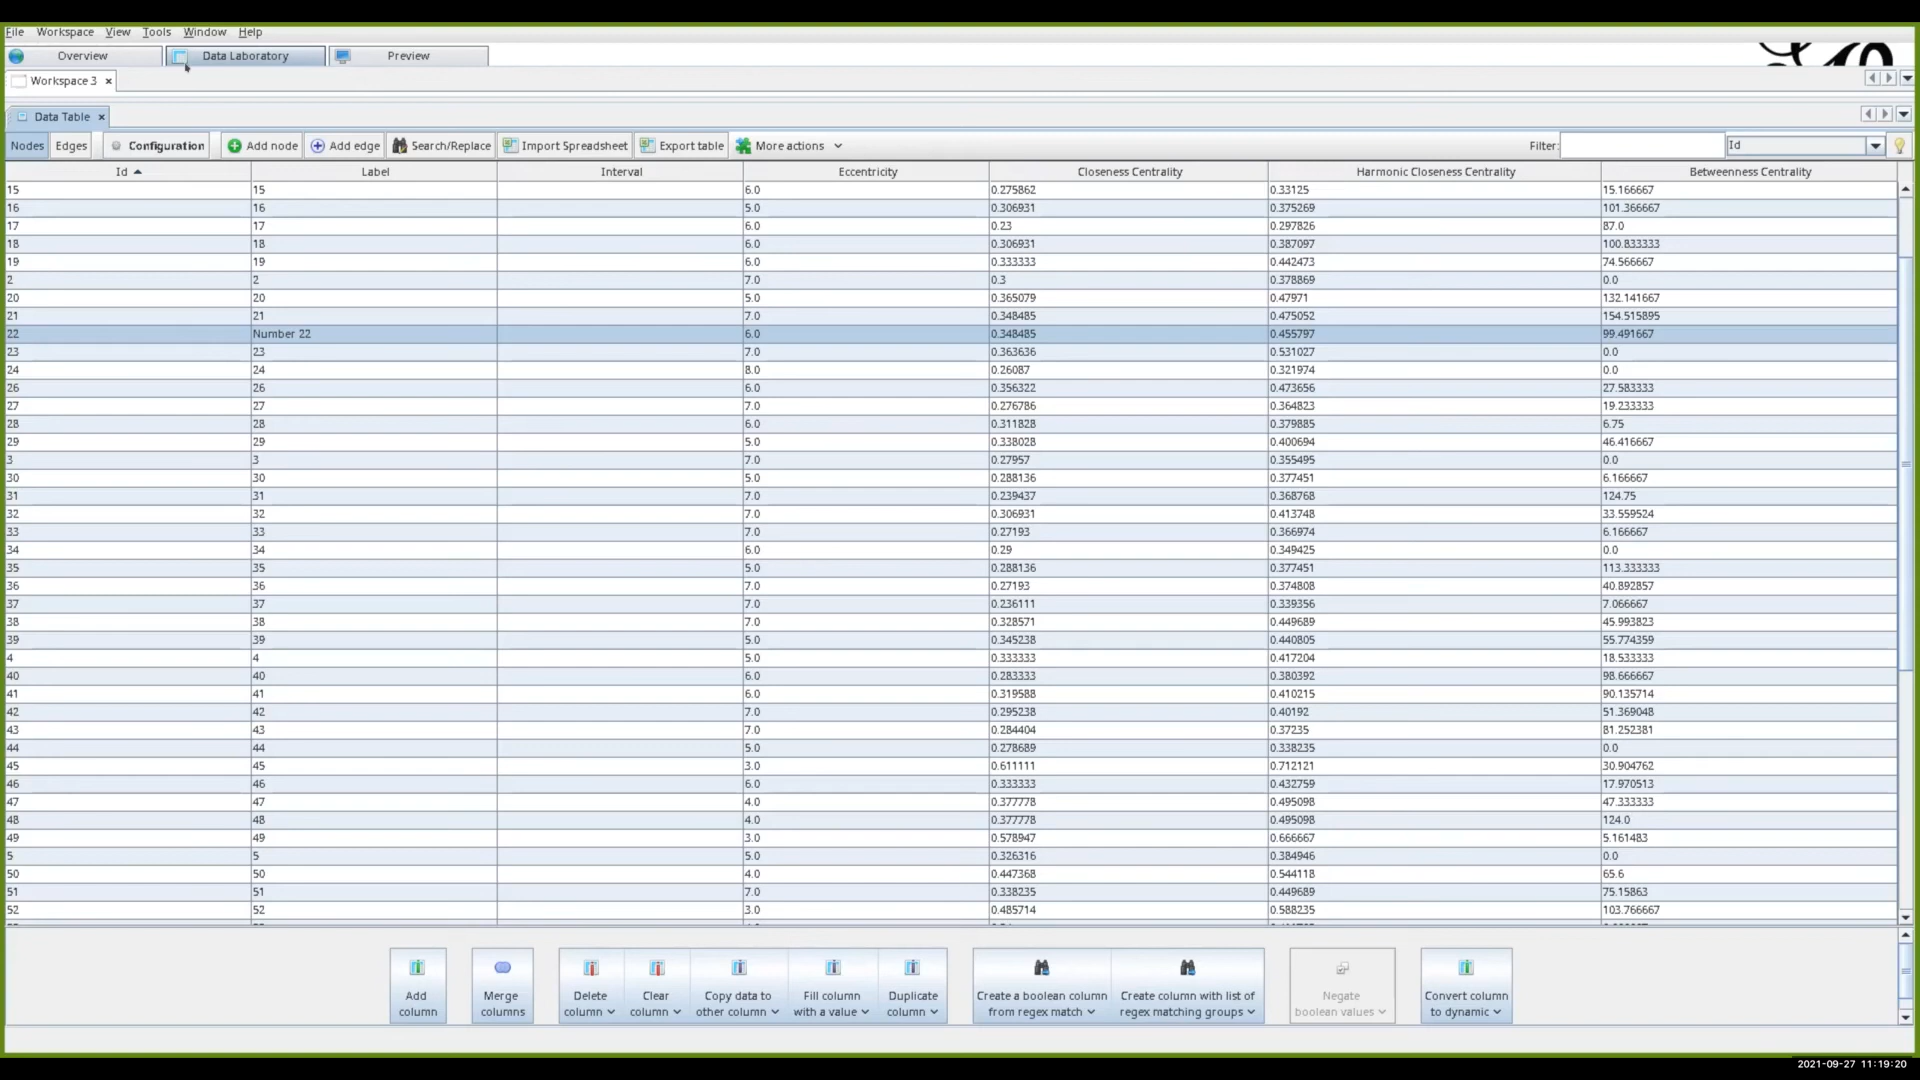 File Workspace View Tools Window Help
Overview Data Laboratory Preview
Workspace 3
Data Table
Nodes Edges Configuration Add node Add edge Search/Replace Import Spreadsheet Export table More actions Filter: Id
Id Label Interval Eccentricity Closeness Centrality Harmonic Closeness Centrality Betweenness Centrality
15 15 6.0 0.275862 0.33125 15.166667
16 16 5.0 0.306931 0.375269 101.366667
17 17 6.0 0.23 0.297826 87.0
18 18 6.0 0.306931 0.387097 100.833333
19 19 6.0 0.333333 0.442473 74.566667
2 2 7.0 0.3 0.378869 0.0
20 20 5.0 0.365079 0.47971 132.141667
21 21 7.0 0.348485 0.475052 154.515895
22 Number 22 6.0 0.348485 0.455797 99.491667
23 23 7.0 0.363636 0.531027 0.0
24 24 8.0 0.26087 0.321974 0.0
26 26 6.0 0.356322 0.473656 27.583333
27 27 7.0 0.276786 0.364823 19.233333
28 28 6.0 0.311828 0.379885 6.75
29 29 5.0 0.338028 0.400694 46.416667
3 3 7.0 0.27957 0.355495 0.0
30 30 5.0 0.288136 0.377451 6.166667
31 31 7.0 0.239437 0.368768 124.75
32 32 7.0 0.306931 0.413748 33.559524
33 33 7.0 0.27193 0.366974 6.166667
34 34 6.0 0.29 0.349425 0.0
35 35 5.0 0.288136 0.377451 113.333333
36 36 7.0 0.27193 0.374808 40.892857
37 37 7.0 0.236111 0.339356 7.066667
38 38 7.0 0.328571 0.449689 45.993823
39 39 5.0 0.345238 0.440805 55.774359
4 4 5.0 0.333333 0.417204 18.533333
40 40 6.0 0.283333 0.380392 98.666667
41 41 6.0 0.319588 0.410215 90.135714
42 42 7.0 0.295238 0.40192 51.369048
43 43 7.0 0.284404 0.37235 81.252381
44 44 5.0 0.278689 0.338235 0.0
45 45 3.0 0.611111 0.712121 30.904762
46 46 6.0 0.333333 0.432759 17.970513
47 47 4.0 0.377778 0.495098 47.333333
48 48 4.0 0.377778 0.495098 124.0
49 49 3.0 0.578947 0.666667 5.161483
5 5 5.0 0.326316 0.384946 0.0
50 50 4.0 0.447368 0.544118 65.6
51 51 7.0 0.338235 0.449689 75.15863
52 52 3.0 0.485714 0.588235 103.766667
Add Merge Delete Clear Copy data to Fill column Duplicate Create a boolean column Create column with list of Negate Convert column
column columns column column other column with a value column from regex match regex matching groups boolean values to dynamic
2021-09-27 11:19:20